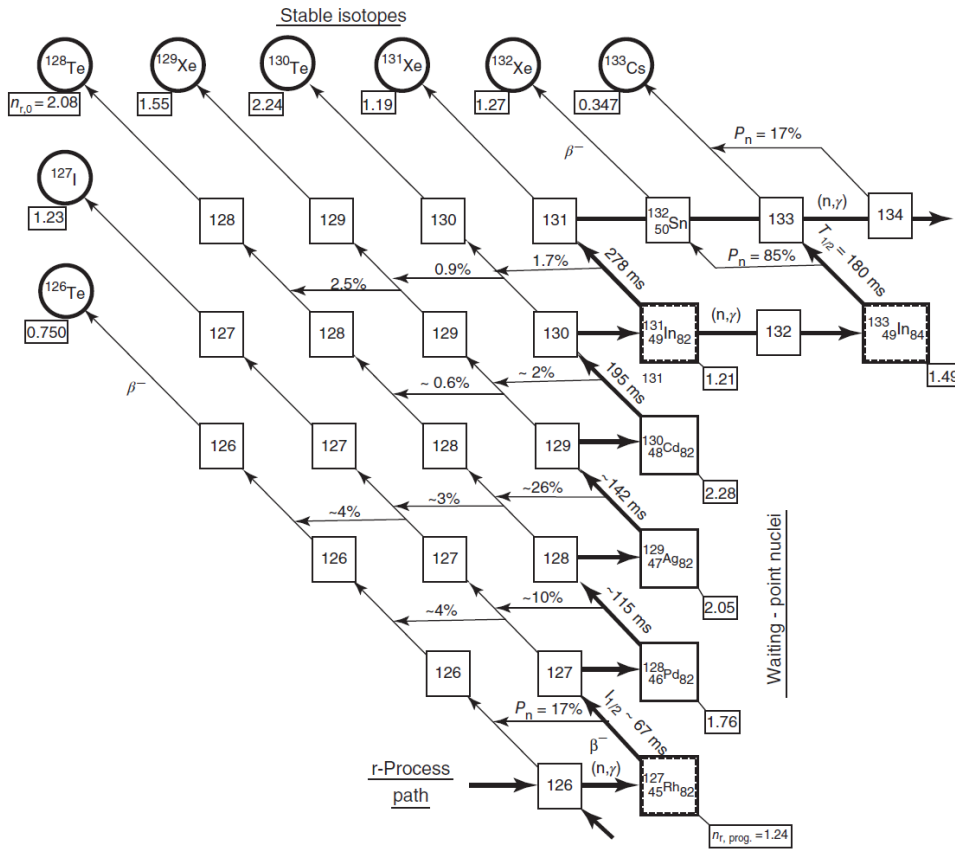 Stable isotopes
128Te 129Xe 130Te 131Xe 132Xe 133Cs
nr,0 = 2.08 1.55 2.24 1.19 1.27 0.347
Pn = 17%
β−
127I
(n,γ)
128 129 130 131 132 50Sn 133 134
1.23
T1/2 = 180 ms
278 ms
Pn = 85%
1.7%
0.9%
2.5%
126Te
(n,γ)
0.750
127 128 129 130 131 49In82 132 133 49In84
1.21 1.49
131
~ 2%
195 ms
~ 0.6%
β−
126 127 128 129 130 48Cd82
2.28
~26%
~142 ms
~3%
~4%
126 127 128 129 47Ag82
2.05
~10%
~115 ms
~4%
126 127 128 46Pd82
1.76
Waiting - point nuclei
Pn = 17%
I1/2 ~ 67 ms
β−
(n,γ)
r-Process
path
126 127 45Rh82
nr, prog. = 1.24